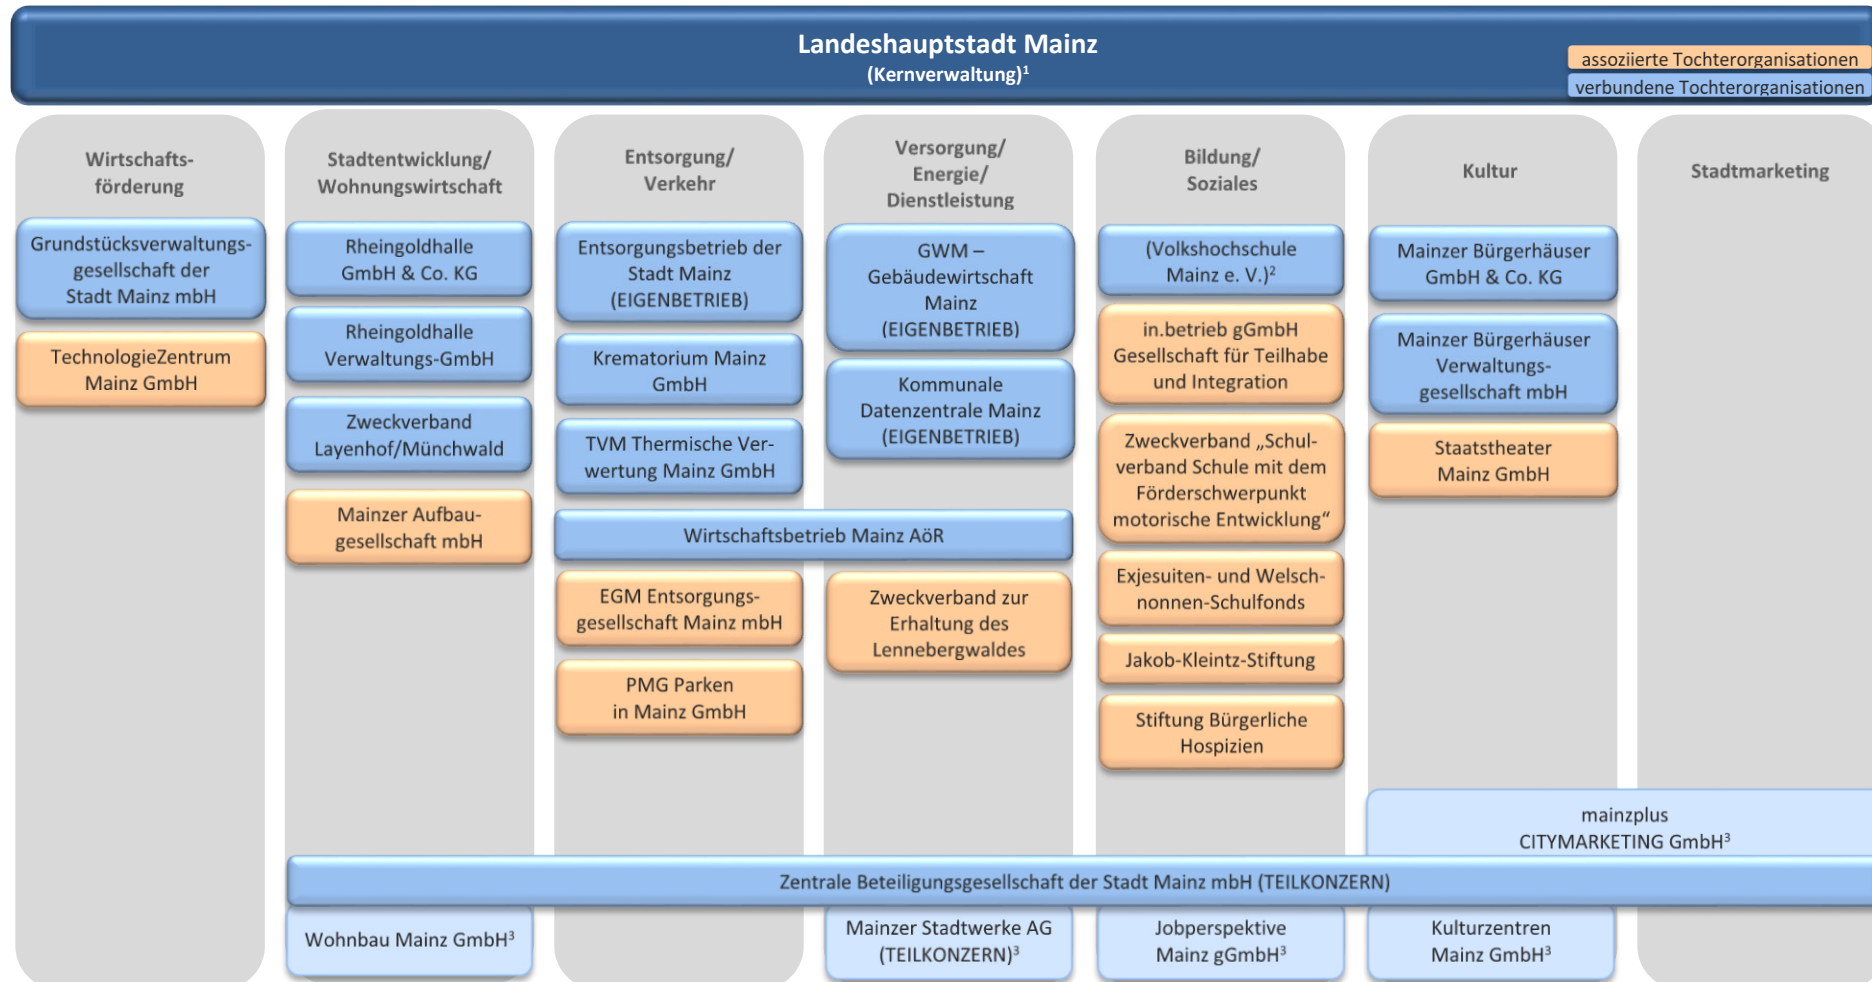 Landeshauptstadt Mainz
(Kernverwaltung)¹
assoziierte Tochterorganisationen
verbundene Tochterorganisationen
Wirtschafts-
förderung
Grundstücksverwaltungs-
gesellschaft der
Stadt Mainz mbH
TechnologieZentrum
Mainz GmbH
Stadtentwicklung/
Wohnungswirtschaft
Rheingoldhalle
GmbH & Co. KG
Rheingoldhalle
Verwaltungs-GmbH
Zweckverband
Layenhof/Münchwald
Mainzer Aufbau-
gesellschaft mbH
Entsorgung/
Verkehr
Entsorgungsbetrieb der
Stadt Mainz
(EIGENBETRIEB)
Krematorium Mainz
GmbH
TVM Thermische Ver-
wertung Mainz GmbH
Wirtschaftsbetrieb Mainz AöR
EGM Entsorgungs-
gesellschaft Mainz mbH
PMG Parken
in Mainz GmbH
Versorgung/
Energie/
Dienstleistung
GWM –
Gebäudewirtschaft
Mainz
(EIGENBETRIEB)
Kommunale
Datenzentrale Mainz
(EIGENBETRIEB)
Zweckverband zur
Erhaltung des
Lennebergwaldes
Bildung/
Soziales
(Volkshochschule
Mainz e. V.)²
in.betrieb gGmbH
Gesellschaft für Teilhabe
und Integration
Zweckverband „Schul-
verband Schule mit dem
Förderschwerpunkt
motorische Entwicklung“
Exjesuiten- und Welsch-
nonnen-Schulfonds
Jakob-Kleintz-Stiftung
Stiftung Bürgerliche
Hospizien
Kultur
Mainzer Bürgerhäuser
GmbH & Co. KG
Mainzer Bürgerhäuser
Verwaltungs-
gesellschaft mbH
Staatstheater
Mainz GmbH
Stadtmarketing
mainzplus
CITYMARKETING GmbH³
Zentrale Beteiligungsgesellschaft der Stadt Mainz mbH (TEILKONZERN)
Wohnbau Mainz GmbH³
Mainzer Stadtwerke AG
(TEILKONZERN)³
Jobperspektive
Mainz gGmbH³
Kulturzentren
Mainz GmbH³